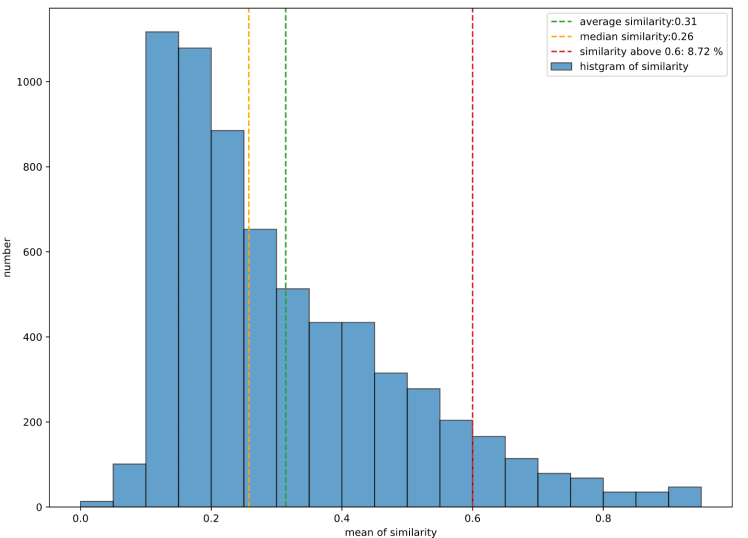 average similarity:0.31
median similarity:0.26
similarity above 0.6: 8.72 %
histgram of similarity
1000
800
600
400
200
0
number
0.0 0.2 0.4 0.6 0.8
mean of similarity